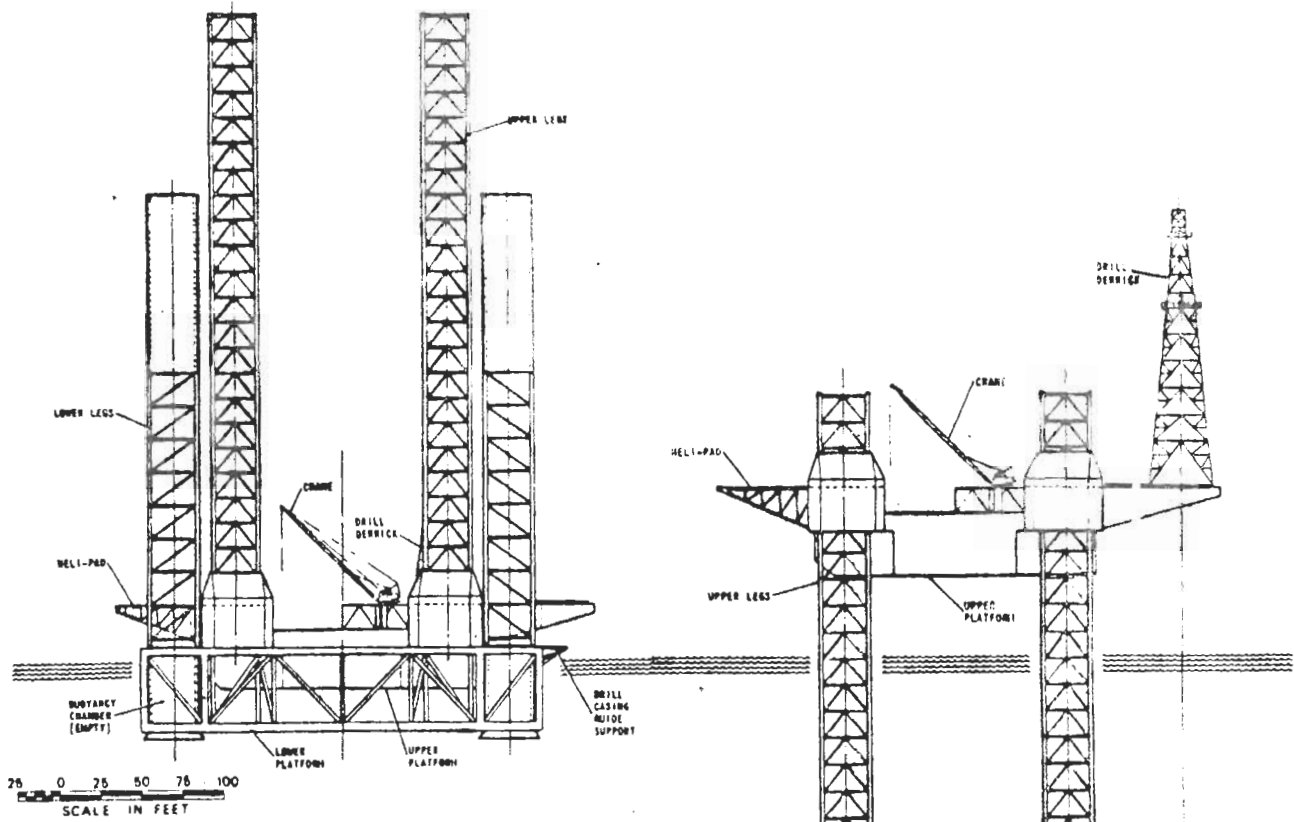 UPPER LEGS
LOWER LEGS
CRANE
DRILL
DERRICK
HELI-PAD
BUOYANCY
CHAMBER
(EMPTY)
LOWER
PLATFORM
UPPER
PLATFORM
DRILL
CASING
GUIDE
SUPPORT
25 0 25 50 75 100
SCALE IN FEET
DRILL
DERRICK
CRANE
HELI-PAD
UPPER LEGS
UPPER
PLATFORM